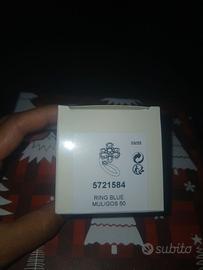 5721584
RING BLUE
MULIGOS 50
subito